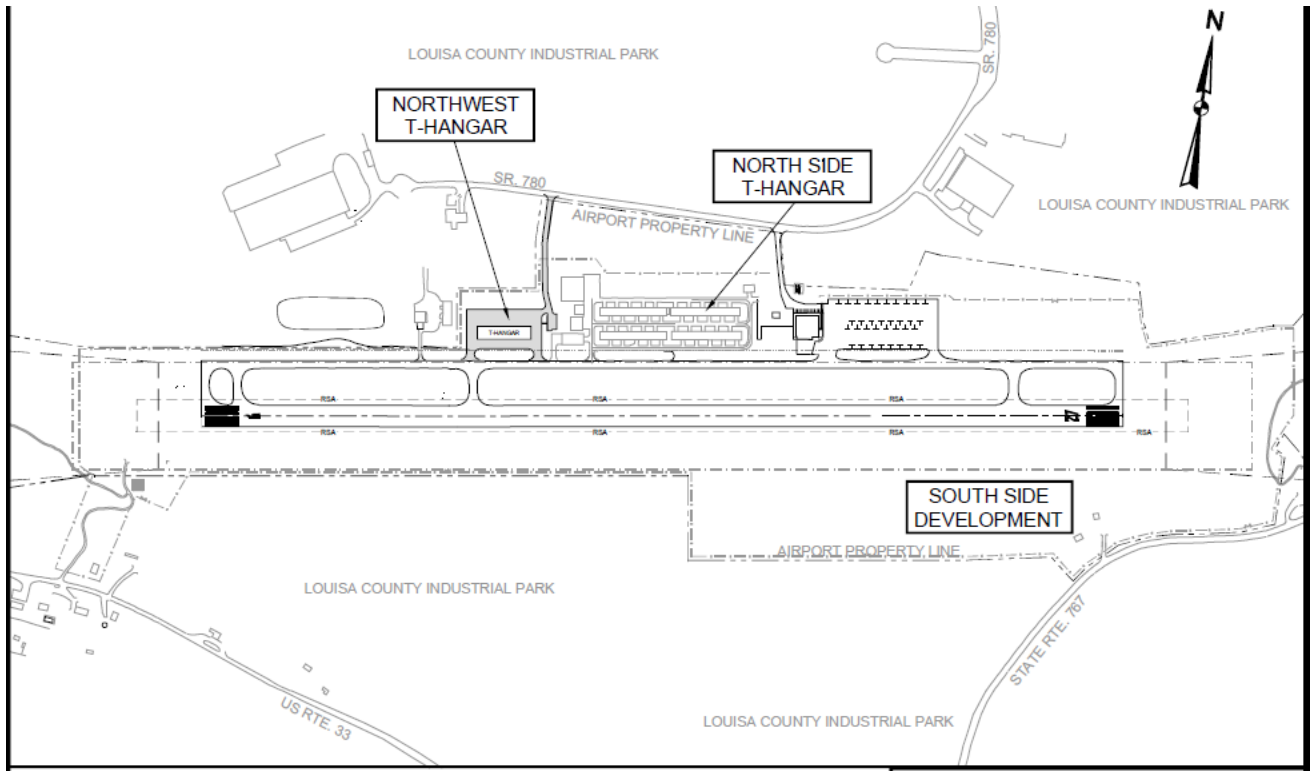 N
LOUISA COUNTY INDUSTRIAL PARK
SR. 780
NORTHWEST
T-HANGAR
NORTH SIDE
T-HANGAR
SR. 780
LOUISA COUNTY INDUSTRIAL PARK
AIRPORT PROPERTY LINE
T-HANGAR
RSA
RSA
RSA
RSA
RSA
RSA
RSA
SOUTH SIDE
DEVELOPMENT
AIRPORT PROPERTY LINE
LOUISA COUNTY INDUSTRIAL PARK
STATE RTE. 767
US RTE. 33
LOUISA COUNTY INDUSTRIAL PARK